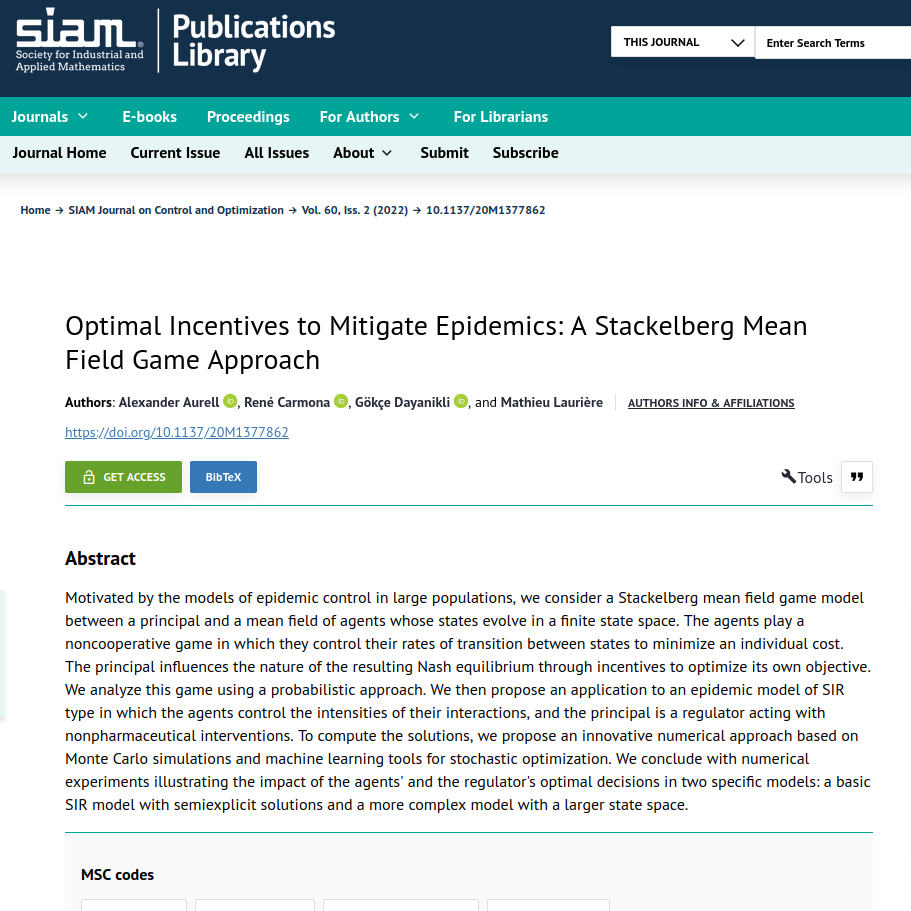 siam® Publications Library
Society for Industrial and
Applied Mathematics
THIS JOURNAL
Enter Search Terms
Journals E-books Proceedings For Authors For Librarians
Journal Home Current Issue All Issues About Submit Subscribe
Home → SIAM Journal on Control and Optimization → Vol. 60, Iss. 2 (2022) → 10.1137/20M1377862
Optimal Incentives to Mitigate Epidemics: A Stackelberg Mean
Field Game Approach
Authors: Alexander Aurell iD, René Carmona iD, Gökçe Dayanikli iD, and Mathieu Laurière AUTHORS INFO & AFFILIATIONS
https://doi.org/10.1137/20M1377862
GET ACCESS BibTeX Tools
Abstract
Motivated by the models of epidemic control in large populations, we consider a Stackelberg mean field game model
between a principal and a mean field of agents whose states evolve in a finite state space. The agents play a
noncooperative game in which they control their rates of transition between states to minimize an individual cost.
The principal influences the nature of the resulting Nash equilibrium through incentives to optimize its own objective.
We analyze this game using a probabilistic approach. We then propose an application to an epidemic model of SIR
type in which the agents control the intensities of their interactions, and the principal is a regulator acting with
nonpharmaceutical interventions. To compute the solutions, we propose an innovative numerical approach based on
Monte Carlo simulations and machine learning tools for stochastic optimization. We conclude with numerical
experiments illustrating the impact of the agents' and the regulator's optimal decisions in two specific models: a basic
SIR model with semiexplicit solutions and a more complex model with a larger state space.
MSC codes